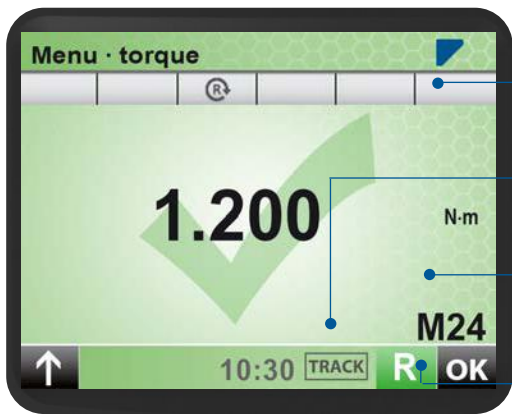 Menu · torque
R
1.200 N·m
M24
↑ 10:30 TRACK R OK